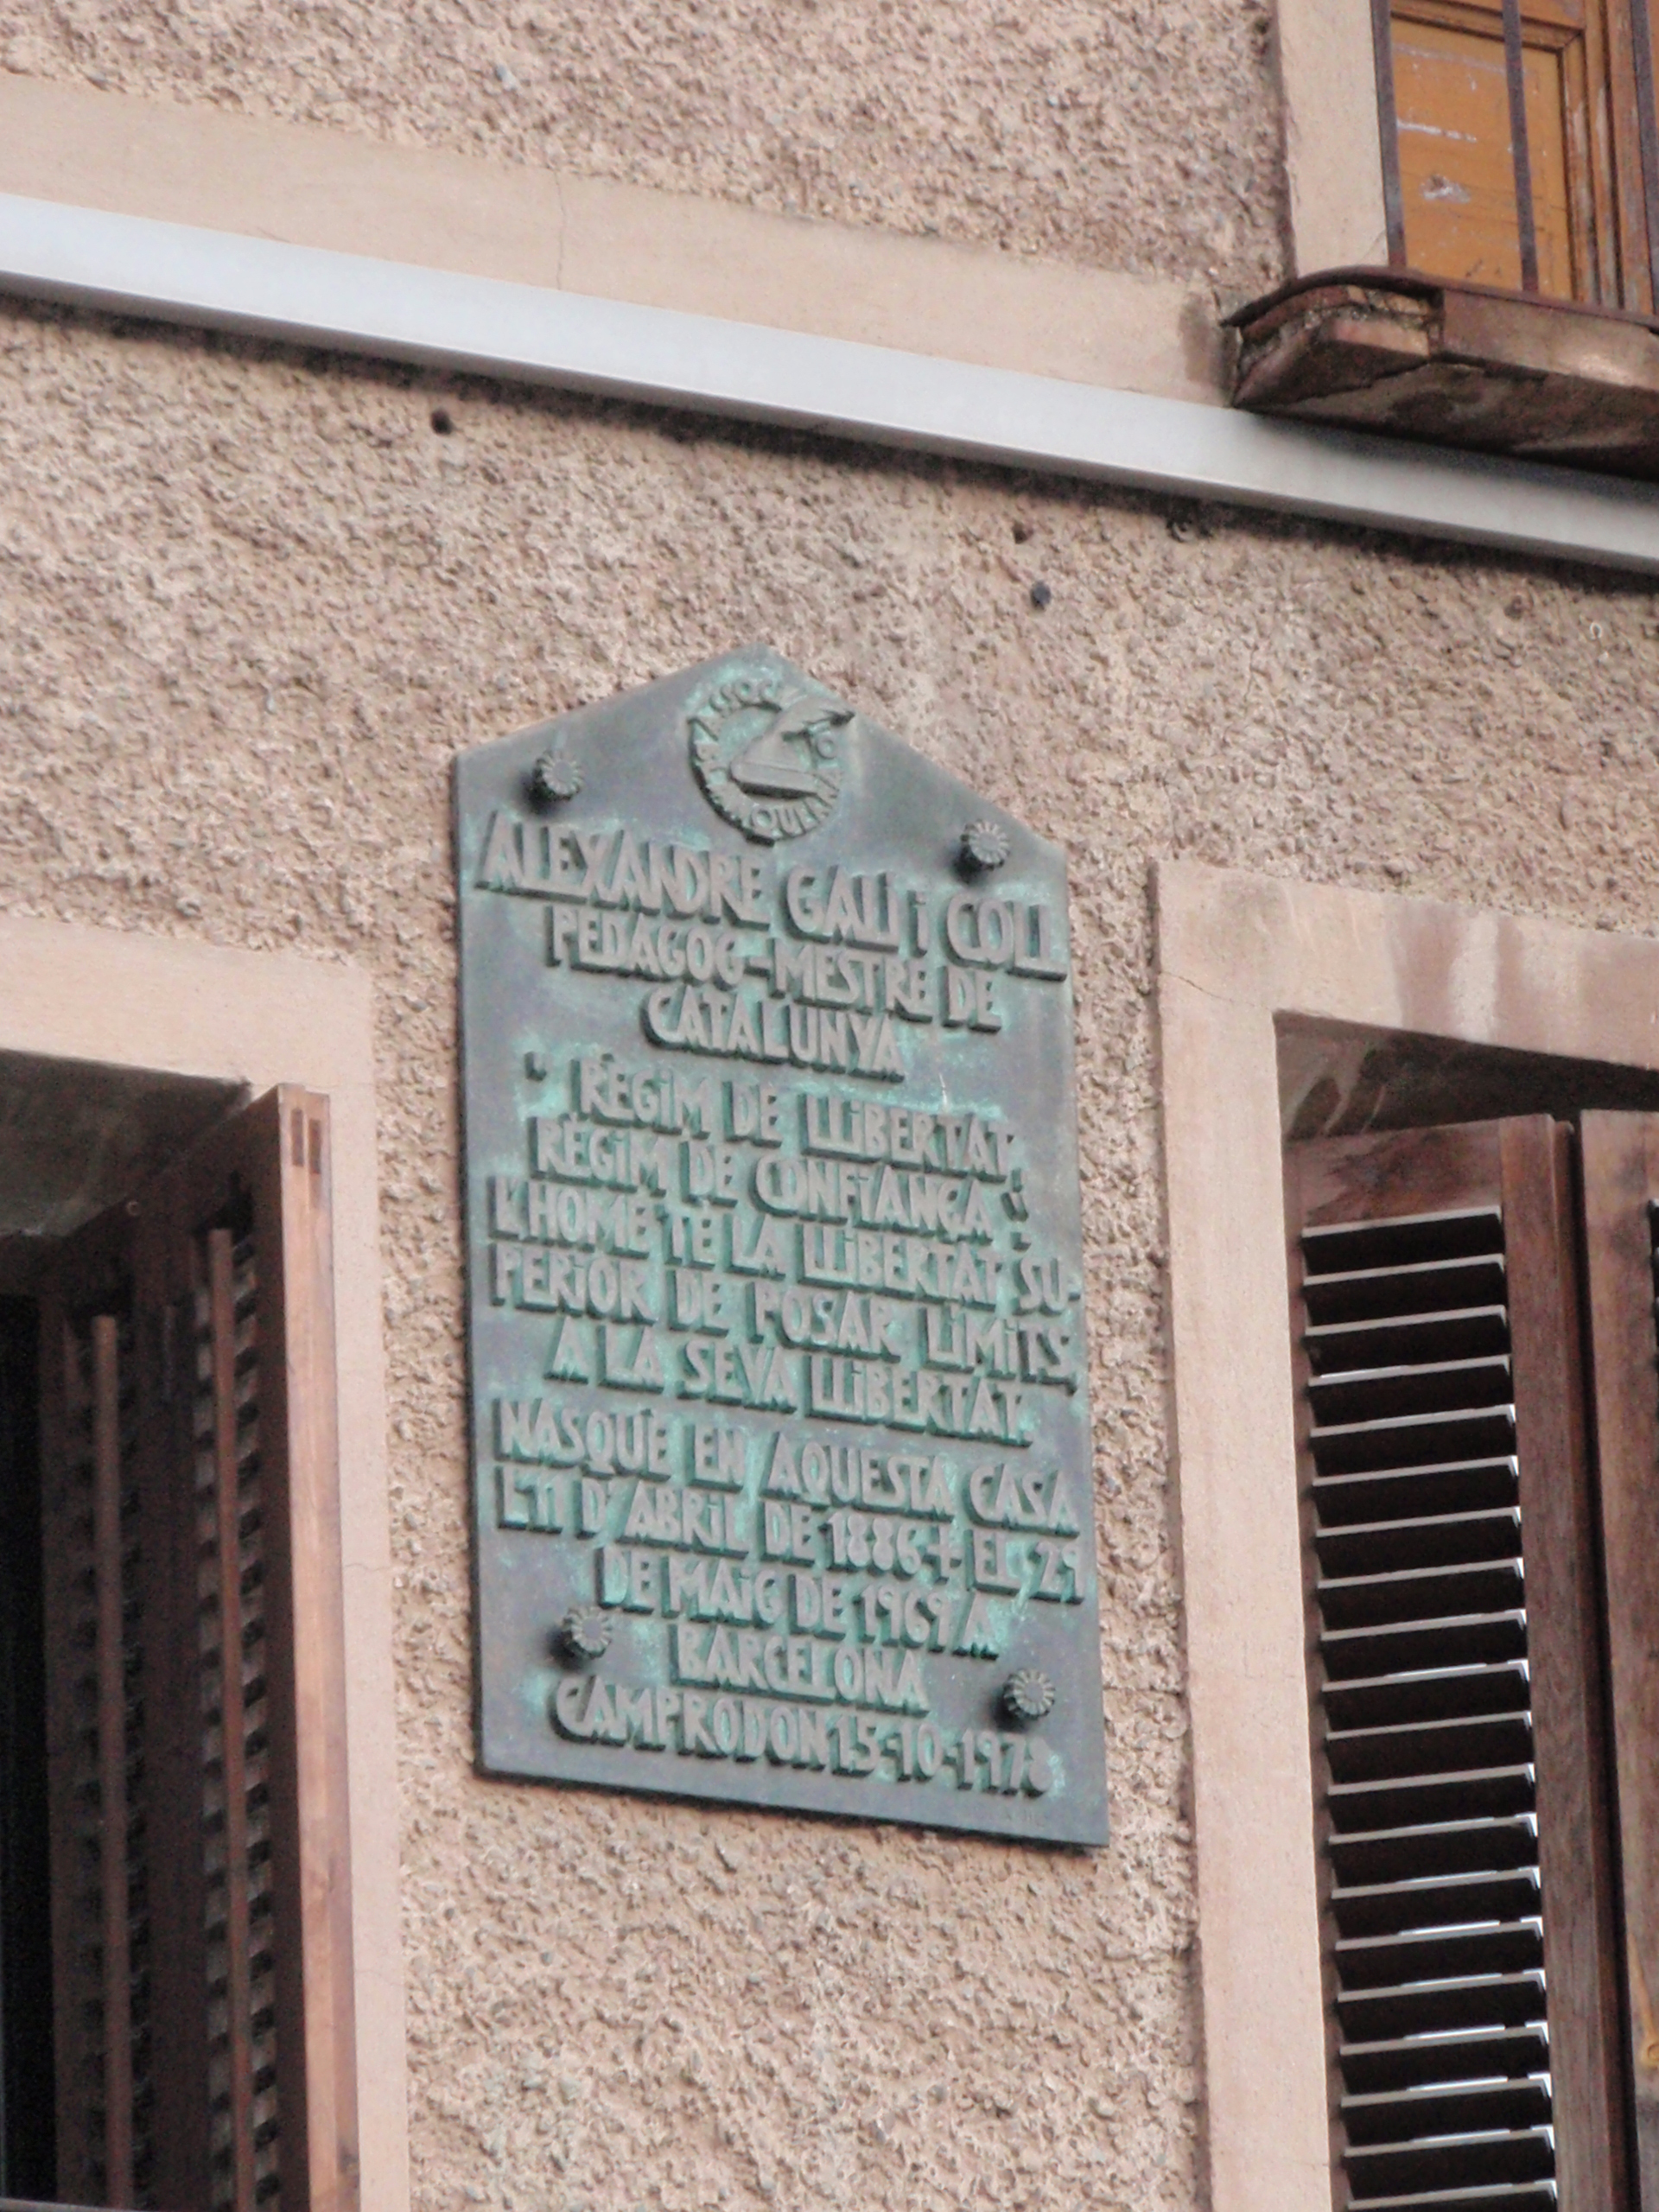 ALEXANDRE GALÍ i COLL
PEDAGOG-MESTRE DE
CATALUNYA
" RÈGiM DE LLiBERTAT,
RÈGiM DE CONFiANÇA ".
L'HOME TÉ LA LLiBERTAT SU-
PERiOR DE POSAR LiMiTS,
A LA SEVA LLiBERTAT.
NASQUÉ EN AQUESTA CASA
L'11 D'ABRiL DE 1886 + EL 29
DE MAiG DE 1969 A
BARCELONA
CAMPRODON 15-10-1978